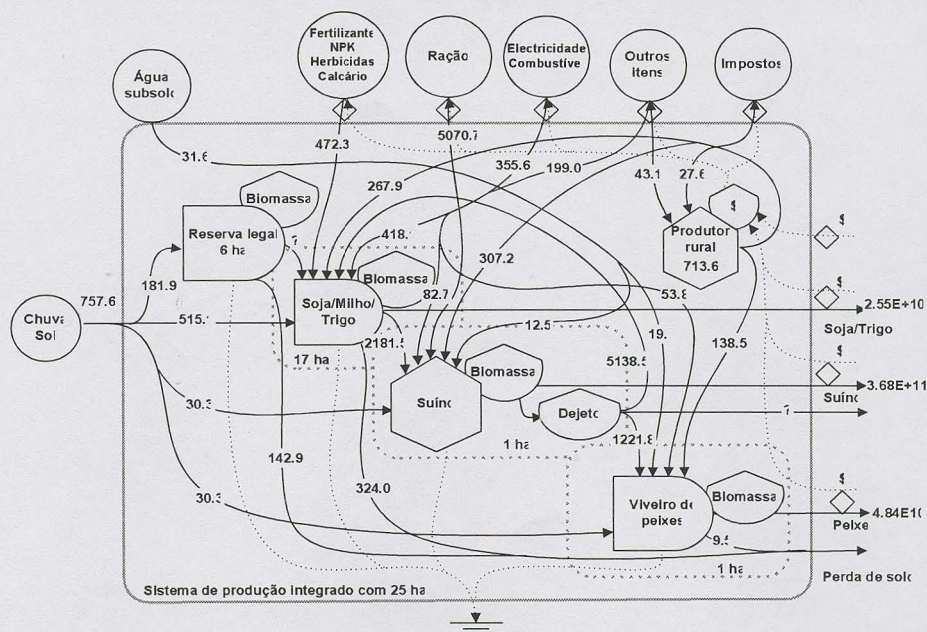 Fertilizante
NPK
Herbicidas
Calcário
Ração
Electricidade
Combustíve
Outros
itens
Impostos
Água
subsolo
31.6
472.3
5070.7
355.6
199.0
43.1
27.6
267.9
Biomassa
Reserva legal
6 ha
?
418.
307.2
$
Produtor
rural
713.6
$
757.6
181.9
Chuva
Sol
515.
Biomassa
Soja/Milho/
Trigo
82.7
53.8
$
2.55E+10
Soja/Trigo
12.5
19.
138.5
2181.
17 ha
5138.5
$
Biomassa
3.68E+11
Suíno
Suíno
30.3
Dejeto
?
1 ha
1221.8
142.9
324.0
30.3
Viveiro de
peixes
Biomassa
$
4.84E10
Peixe
9.5
1 ha
Perda de solo
Sistema de produção integrado com 25 ha